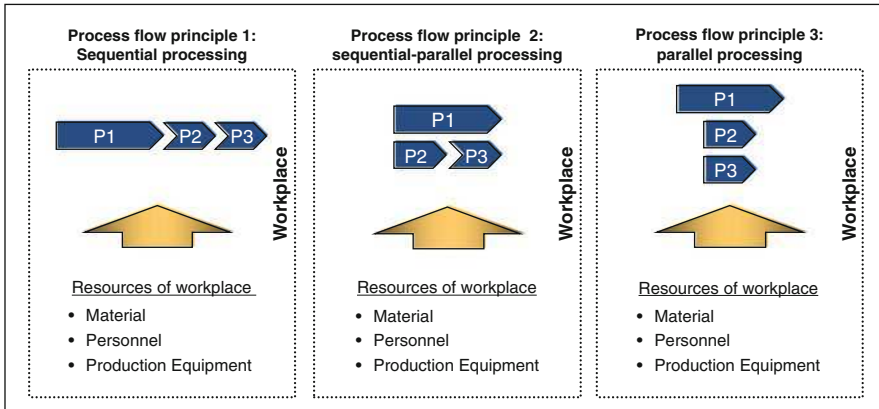 Process flow principle 1:
Sequential processing
P1 P2 P3
Workplace
Resources of workplace
• Material
• Personnel
• Production Equipment
Process flow principle 2:
sequential-parallel processing
P1
P2 P3
Workplace
Resources of workplace
• Material
• Personnel
• Production Equipment
Process flow principle 3:
parallel processing
P1
P2
P3
Workplace
Resources of workplace
• Material
• Personnel
• Production Equipment